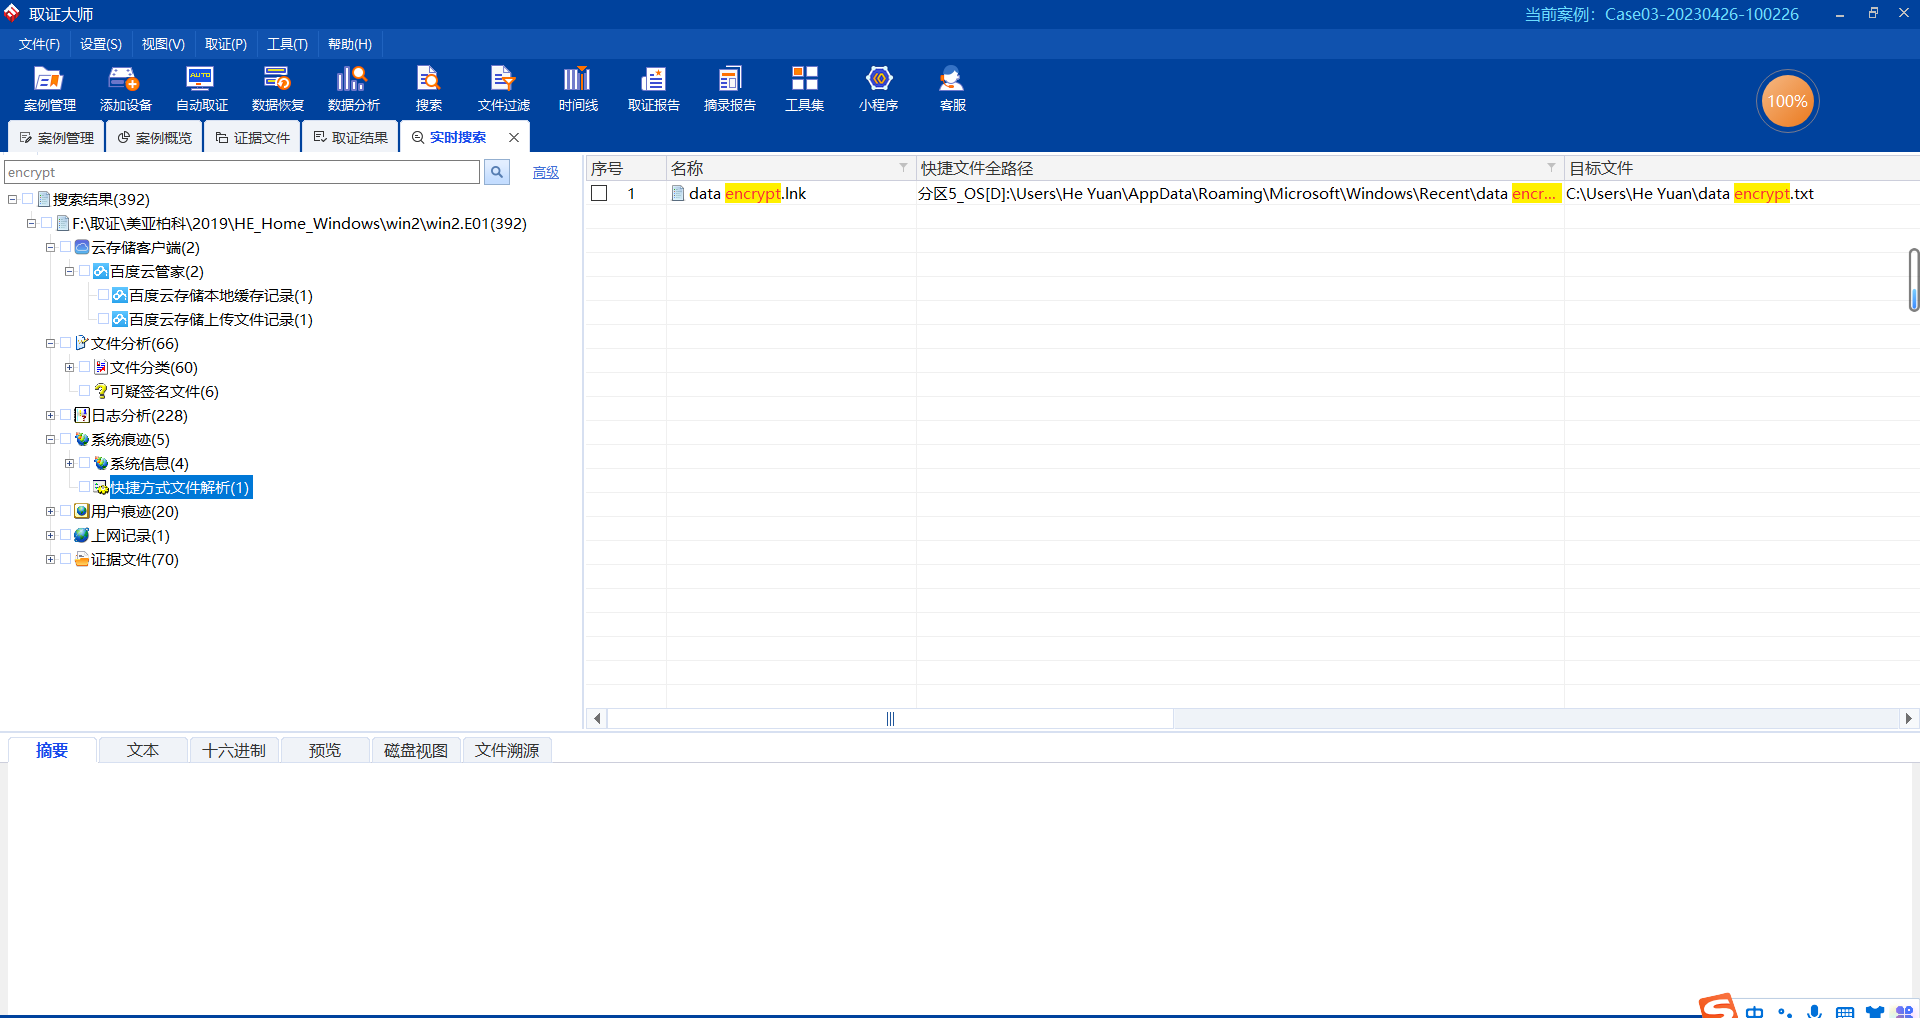 取证大师
当前案例: Case03-20230426-100226
文件(F) 设置(S) 视图(V) 取证(P) 工具(T) 帮助(H)
案例管理 添加设备 自动取证 数据恢复 数据分析 搜索 文件过滤 时间线 取证报告 摘录报告 工具集 小程序 客服
AUTO
100%
案例管理 案例概览 证据文件 取证结果 实时搜索
encrypt 高级
序号 名称 快捷文件全路径 目标文件
1 data encrypt.lnk 分区5_OS[D]:\Users\He Yuan\AppData\Roaming\Microsoft\Windows\Recent\data encr... C:\Users\He Yuan\data encrypt.txt
搜索结果(392)
F:\取证\美亚柏科\2019\HE_Home_Windows\win2\win2.E01(392)
云存储客户端(2)
百度云管家(2)
百度云存储本地缓存记录(1)
百度云存储上传文件记录(1)
文件分析(66)
文件分类(60)
可疑签名文件(6)
日志分析(228)
系统痕迹(5)
系统信息(4)
快捷方式文件解析(1)
用户痕迹(20)
上网记录(1)
证据文件(70)
摘要 文本 十六进制 预览 磁盘视图 文件溯源
中